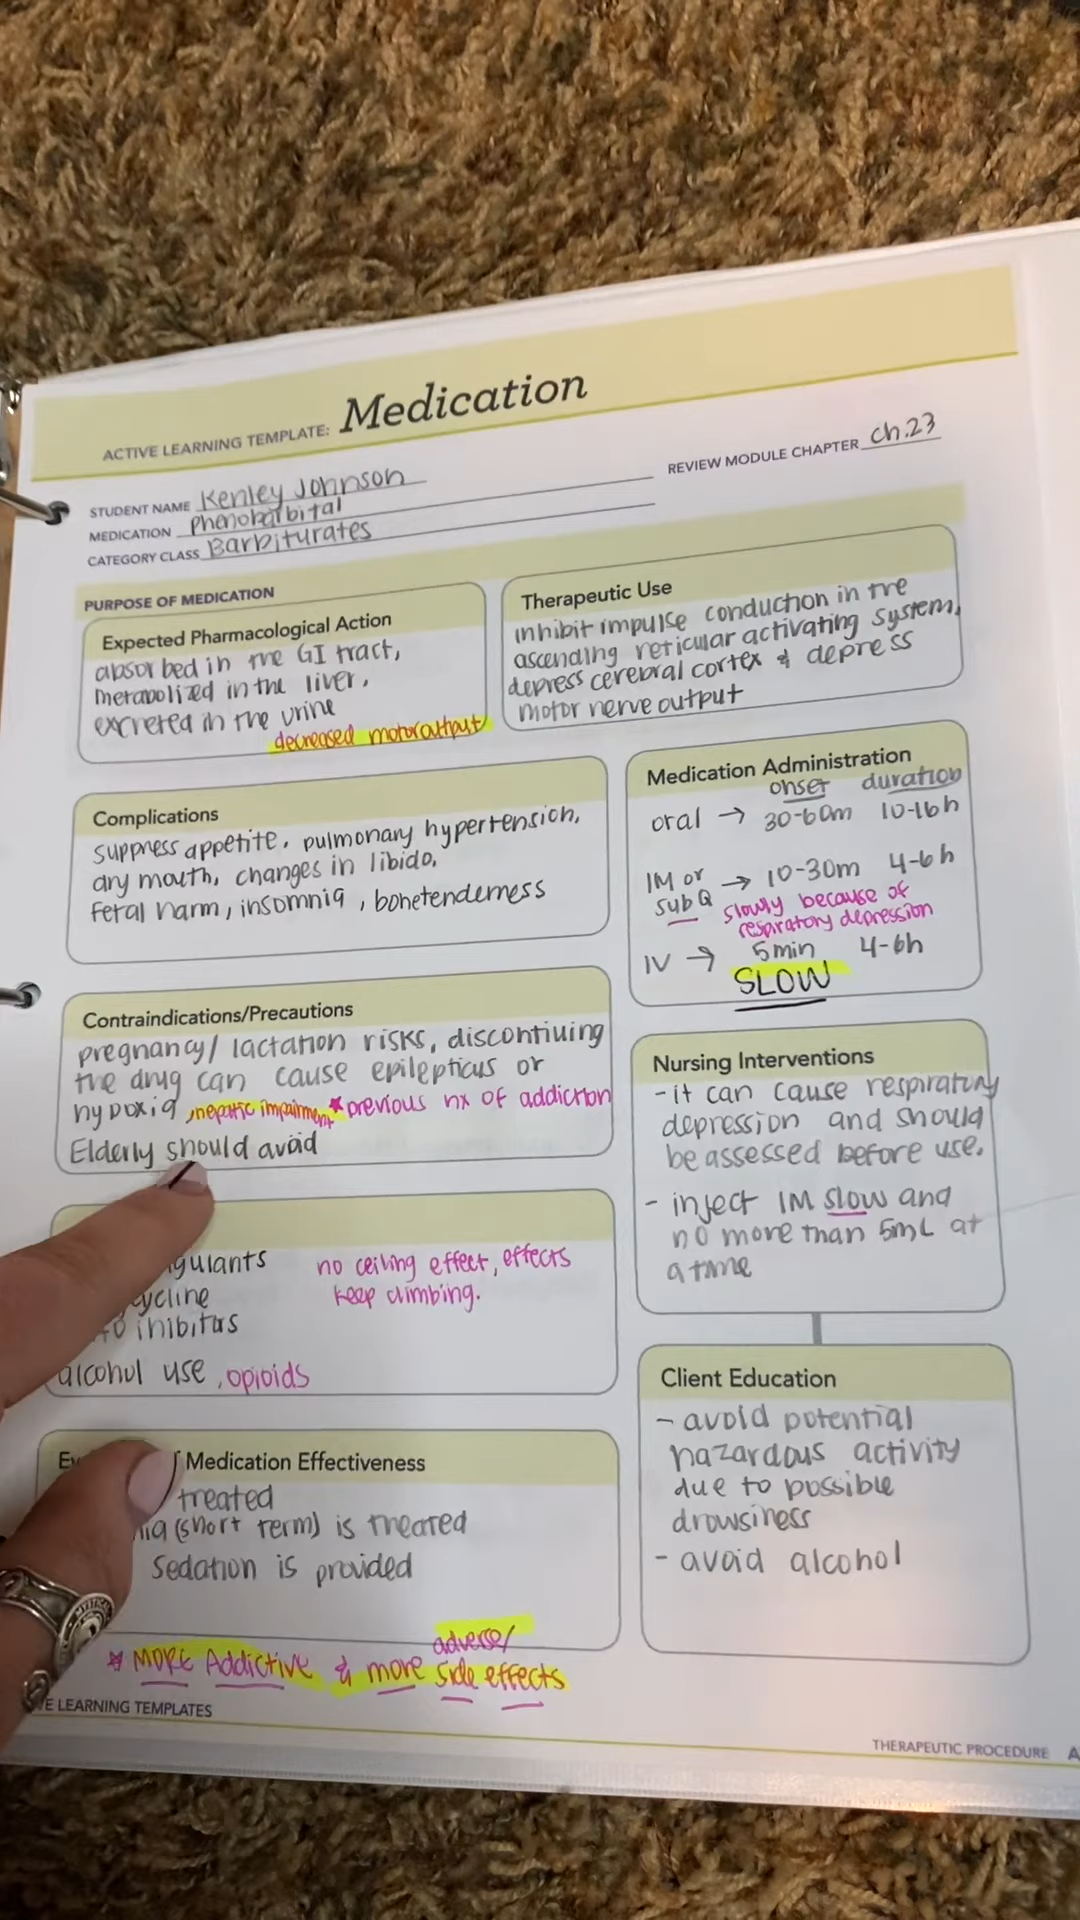 ACTIVE LEARNING TEMPLATE: Medication
STUDENT NAME Kenley Johnson
MEDICATION phenobarbital
CATEGORY CLASS Barbiturates
REVIEW MODULE CHAPTER ch.23
PURPOSE OF MEDICATION
Expected Pharmacological Action
absorbed in the GI tract,
metabolized in the liver,
excreted in the urine
decreased motor output
Therapeutic Use
inhibit impulse conduction in the
ascending reticular activating system,
depress cerebral cortex & depress
motor nerve output
Complications
suppress appetite, pulmonary hypertension,
dry mouth, changes in libido,
fetal harm, insomnia, bonetenderness
Medication Administration
onset duration
oral → 30-60m 10-16h
IM or → 10-30m 4-6h
subQ slowly because of
respiratory depression
IV → 5min 4-6h
SLOW
Contraindications/Precautions
pregnancy/ lactation risks, discontiuing
the drug can cause epilepticus or
hypoxia, hepatic impairment *previous hx of addiction
Elderly should avoid
Nursing Interventions
- it can cause respiratory
depression and should
be assessed before use.
- inject IM slow and
no more than 5mL at
a time
gulants no ceiling effect, effects
ycline keep climbing.
inhibitors
alcohol use, opioids
Client Education
- avoid potential
hazardous activity
due to possible
drowsiness
- avoid alcohol
Medication Effectiveness
treated
nia (short term) is treated
Sedation is provided
* MORE Addictive & more adverse/ side effects
E LEARNING TEMPLATES
THERAPEUTIC PROCEDURE A